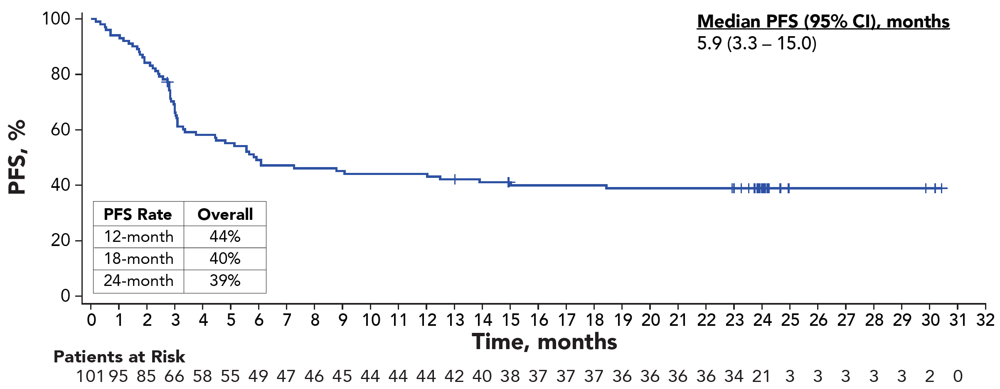 Median PFS (95% CI), months
5.9 (3.3 – 15.0)
PFS, %
100
80
60
40
20
0
PFS Rate Overall
12-month 44%
18-month 40%
24-month 39%
0 1 2 3 4 5 6 7 8 9 10 11 12 13 14 15 16 17 18 19 20 21 22 23 24 25 26 27 28 29 30 31 32
Time, months
Patients at Risk
101 95 85 66 58 55 49 47 46 45 44 44 44 42 40 38 37 37 37 36 36 36 36 34 21 3 3 3 3 3 2 0